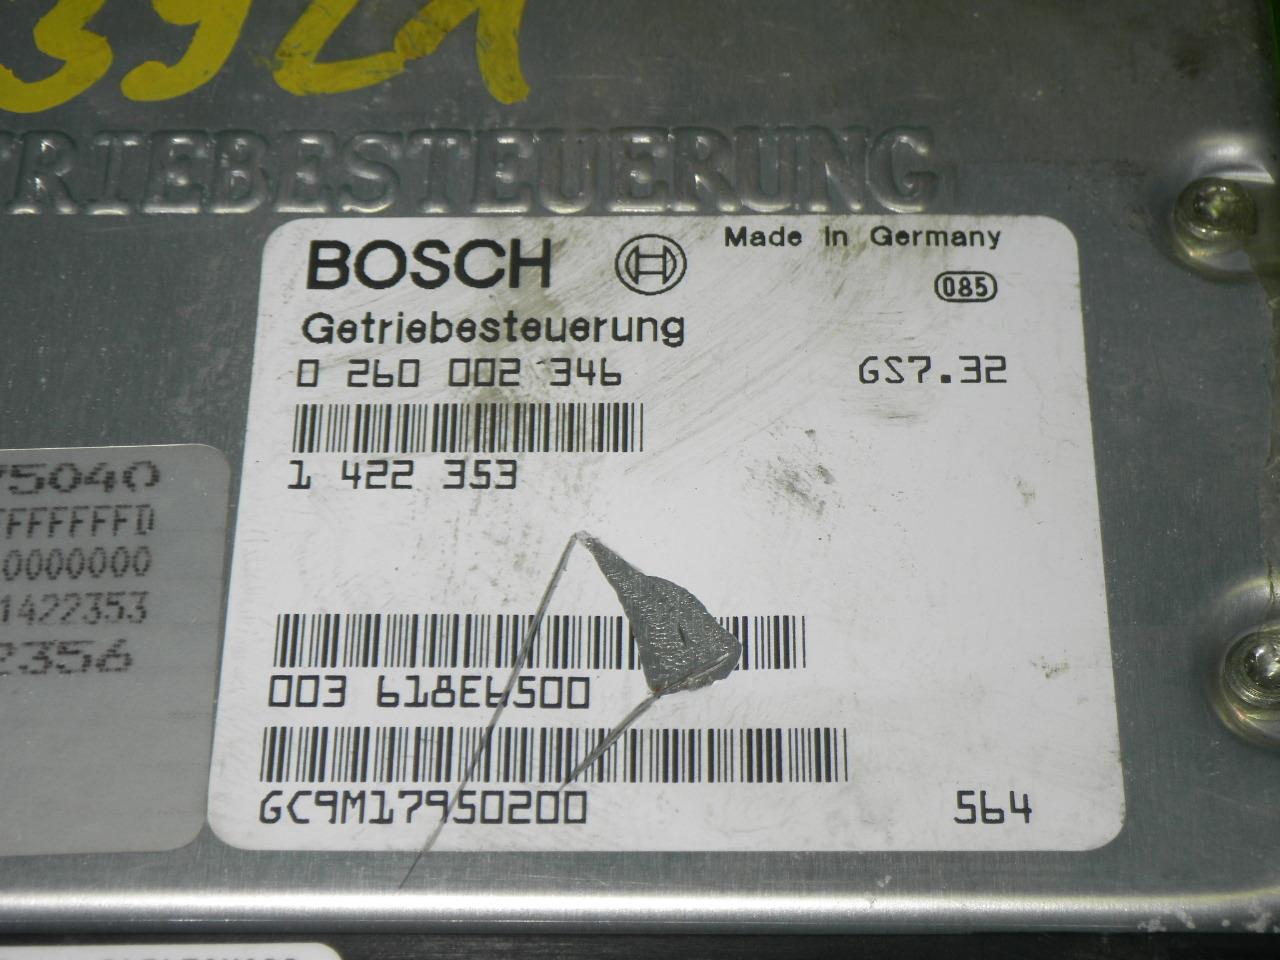 BOSCH
Made in Germany
085
Getriebesteuerung
0 260 002 346 GS7.32
1 422 353
75040
FFFFFFFD
0000000
1422353
2356
003 618E6500
GC9M17950200 564